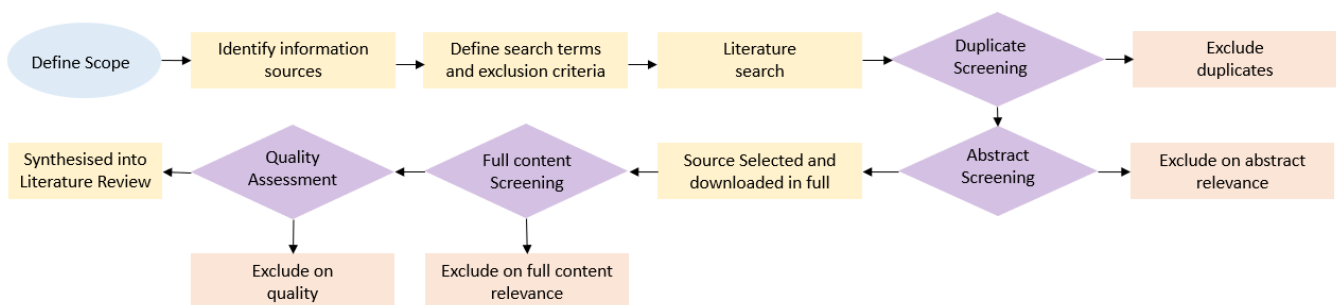 Define Scope
Identify information
sources
Define search terms
and exclusion criteria
Literature
search
Duplicate
Screening
Exclude
duplicates
Synthesised into
Literature Review
Quality
Assessment
Full content
Screening
Source Selected and
downloaded in full
Abstract
Screening
Exclude on abstract
relevance
Exclude on
quality
Exclude on full content
relevance